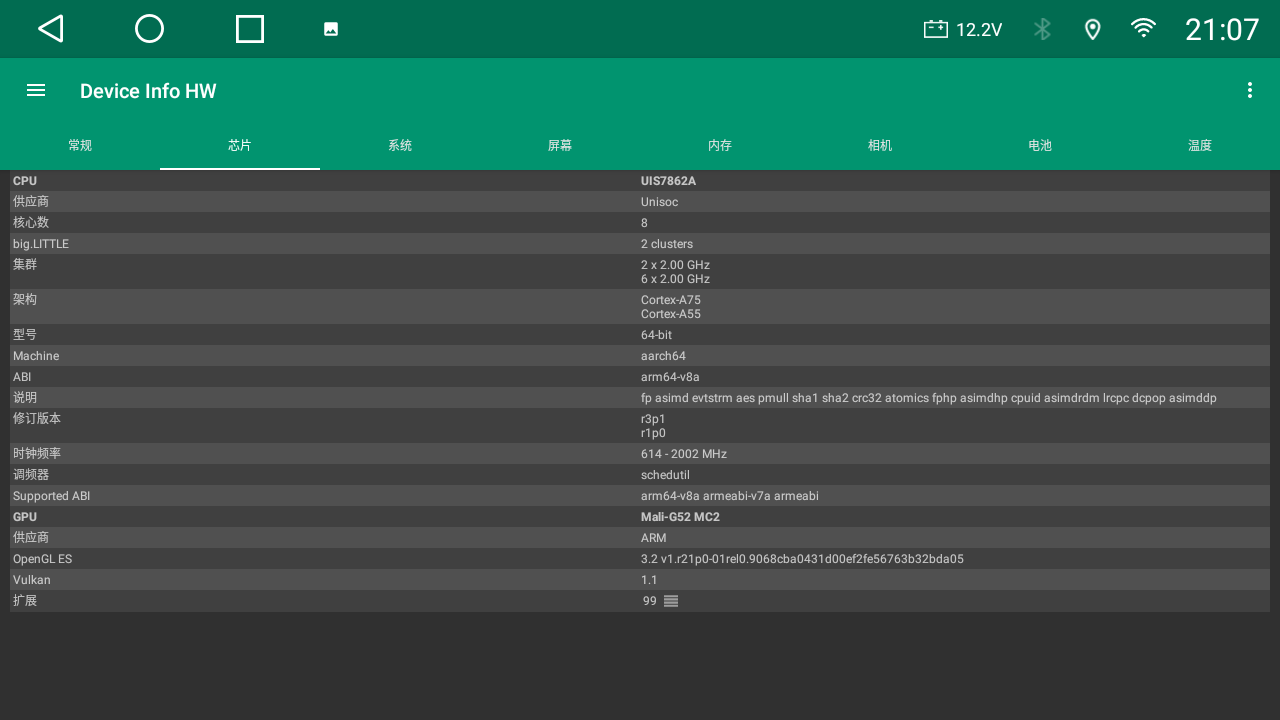 12.2V 21:07
Device Info HW
常规 芯片 系统 屏幕 内存 相机 电池 温度
CPU UIS7862A
供应商 Unisoc
核心数 8
big.LITTLE 2 clusters
集群 2 x 2.00 GHz
6 x 2.00 GHz
架构 Cortex-A75
Cortex-A55
型号 64-bit
Machine aarch64
ABI arm64-v8a
说明 fp asimd evtstrm aes pmull sha1 sha2 crc32 atomics fphp asimdhp cpuid asimdrdm lrcpc dcpop asimddp
修订版本 r3p1
r1p0
时钟频率 614 - 2002 MHz
调频器 schedutil
Supported ABI arm64-v8a armeabi-v7a armeabi
GPU Mali-G52 MC2
供应商 ARM
OpenGL ES 3.2 v1.r21p0-01rel0.9068cba0431d00ef2fe56763b32bda05
Vulkan 1.1
扩展 99